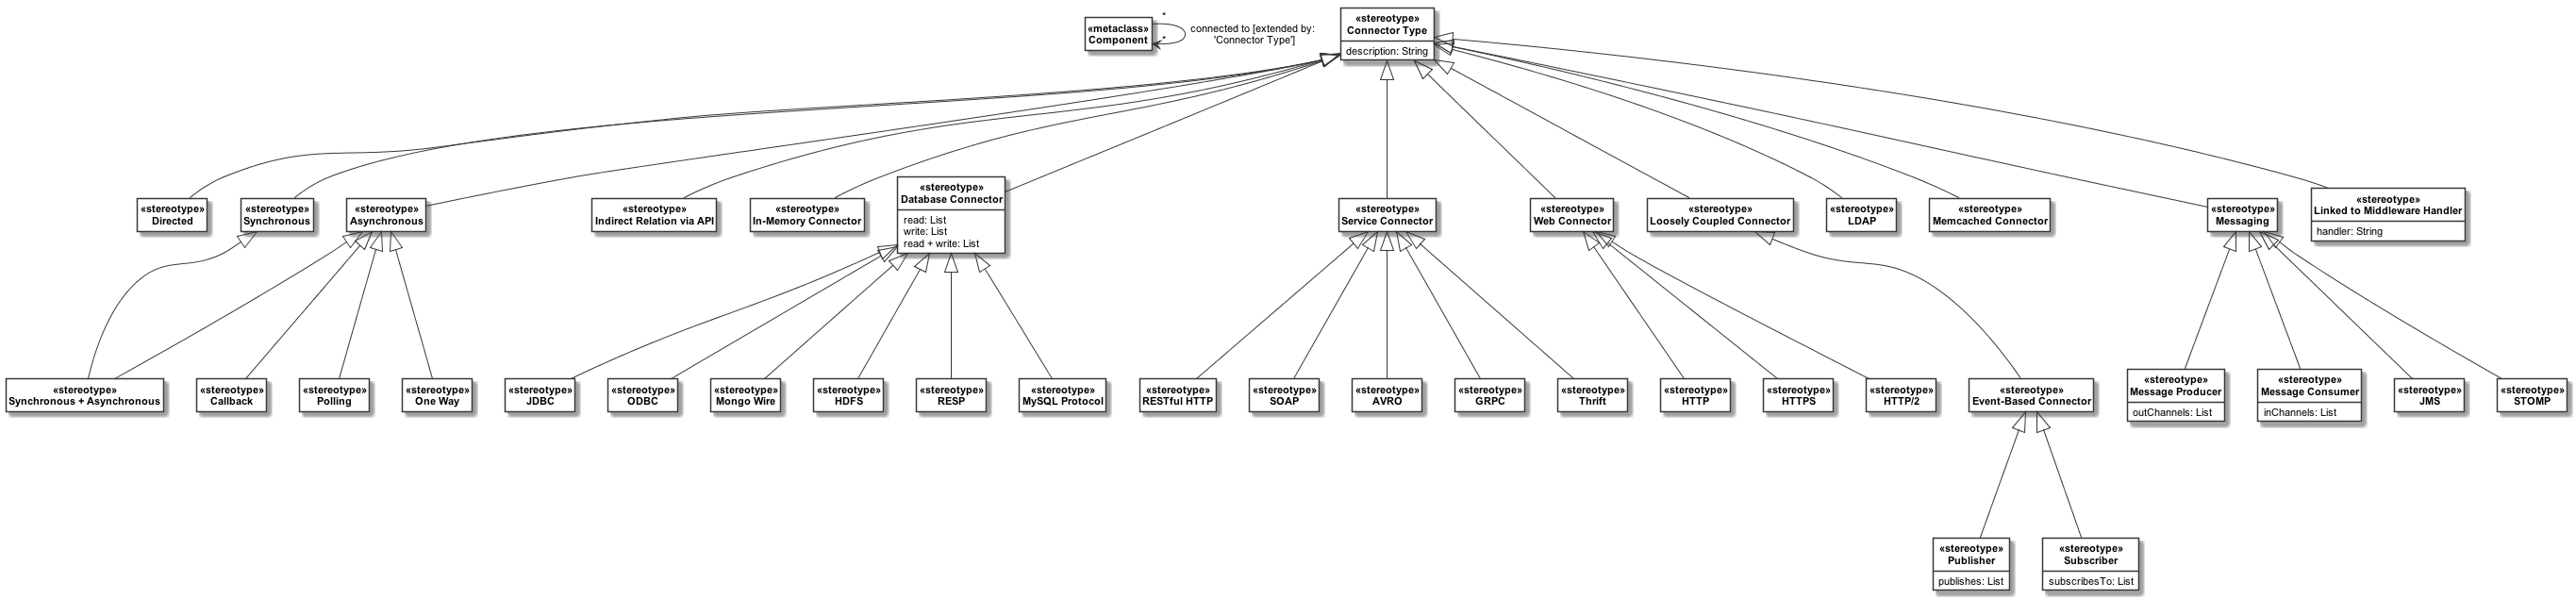 «metaclass»
Component
*
*
connected to [extended by:
'Connector Type']
«stereotype»
Connector Type
description: String
«stereotype»
Directed
«stereotype»
Synchronous
«stereotype»
Asynchronous
«stereotype»
Indirect Relation via API
«stereotype»
In-Memory Connector
«stereotype»
Database Connector
read: List
write: List
read + write: List
«stereotype»
Service Connector
«stereotype»
Web Connector
«stereotype»
Loosely Coupled Connector
«stereotype»
LDAP
«stereotype»
Memcached Connector
«stereotype»
Messaging
«stereotype»
Linked to Middleware Handler
handler: String
«stereotype»
Synchronous + Asynchronous
«stereotype»
Callback
«stereotype»
Polling
«stereotype»
One Way
«stereotype»
JDBC
«stereotype»
ODBC
«stereotype»
Mongo Wire
«stereotype»
HDFS
«stereotype»
RESP
«stereotype»
MySQL Protocol
«stereotype»
RESTful HTTP
«stereotype»
SOAP
«stereotype»
AVRO
«stereotype»
GRPC
«stereotype»
Thrift
«stereotype»
HTTP
«stereotype»
HTTPS
«stereotype»
HTTP/2
«stereotype»
Event-Based Connector
«stereotype»
Message Producer
outChannels: List
«stereotype»
Message Consumer
inChannels: List
«stereotype»
JMS
«stereotype»
STOMP
«stereotype»
Publisher
publishes: List
«stereotype»
Subscriber
subscribesTo: List